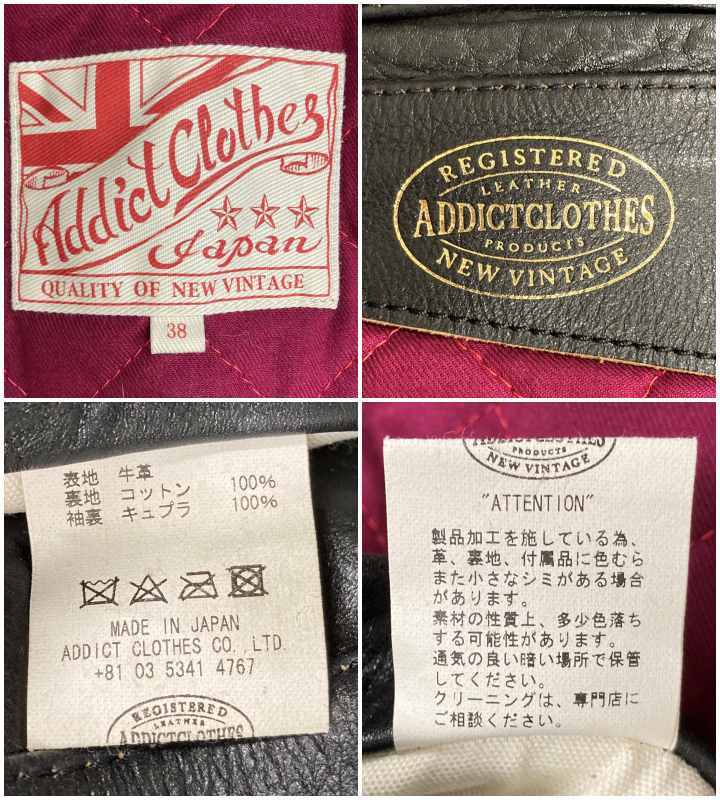 Addict Clothes
Japan
QUALITY OF NEW VINTAGE
38
REGISTERED
LEATHER
ADDICTCLOTHES
PRODUCTS
NEW VINTAGE
表地 牛革
裏地 コットン 100%
袖裏 キュプラ 100%
MADE IN JAPAN
ADDICT CLOTHES CO.,LTD.
+81 03 5341 4767
REGISTERED
LEATHER
ADDICTCLOTHES
PRODUCTS
NEW VINTAGE
"ATTENTION"
製品加工を施している為、
革、裏地、付属品に色むら
また小さなシミがある場合
があります。
素材の性質上、多少色落ち
する可能性があります。
通気の良い暗い場所で保管
してください。
クリーニングは、専門店に
ご相談ください。